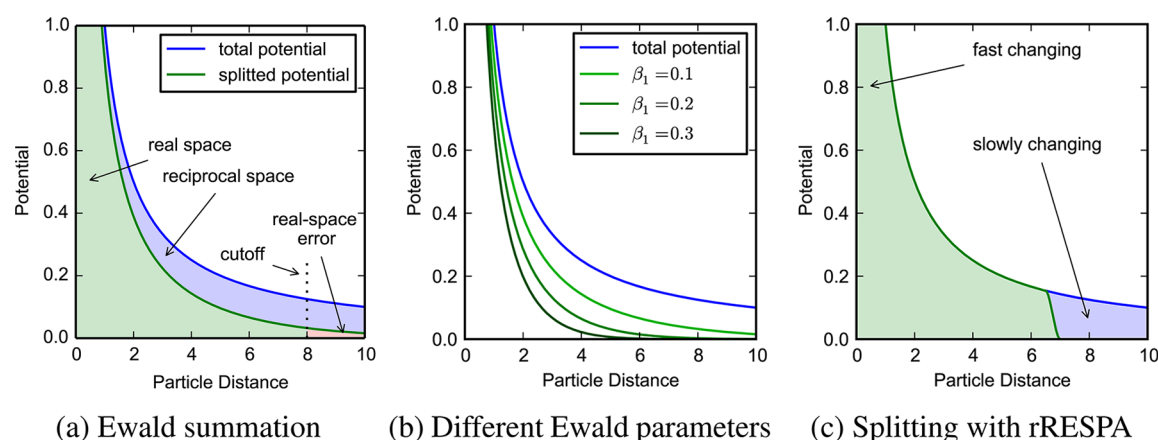 1.0
0.8
0.6
0.4
0.2
0.0
Potential
total potential
splitted potential
real space
reciprocal space
real-space
error
cutoff
0 2 4 6 8 10
Particle Distance
(a) Ewald summation
1.0
0.8
0.6
0.4
0.2
0.0
Potential
total potential
β₁ =0.1
β₁ =0.2
β₁ =0.3
0 2 4 6 8 10
Particle Distance
(b) Different Ewald parameters
1.0
0.8
0.6
0.4
0.2
0.0
Potential
fast changing
slowly changing
0 2 4 6 8 10
Particle Distance
(c) Splitting with rRESPA